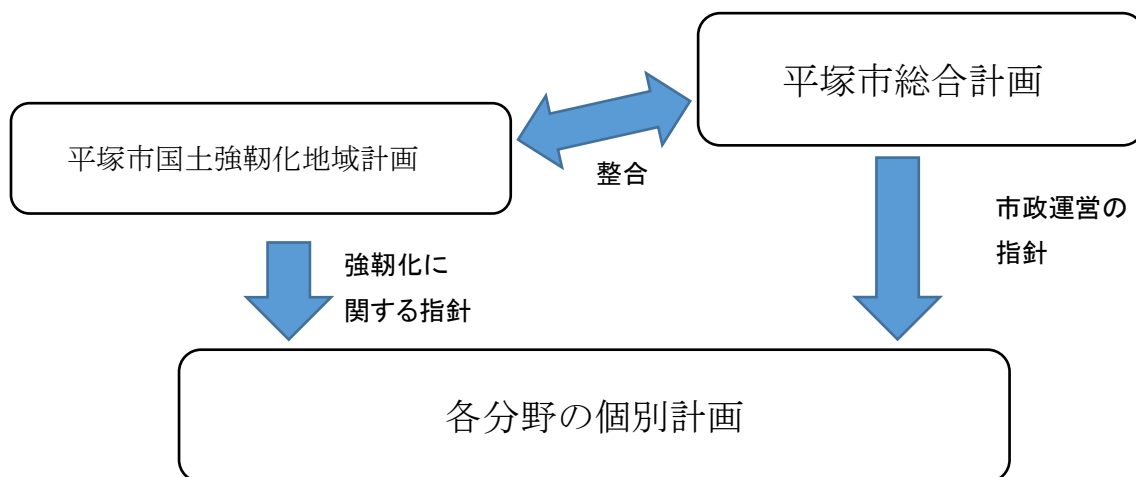 平塚市総合計画
平塚市国土強靭化地域計画
整合
市政運営の
指針
強靭化に
関する指針
各分野の個別計画